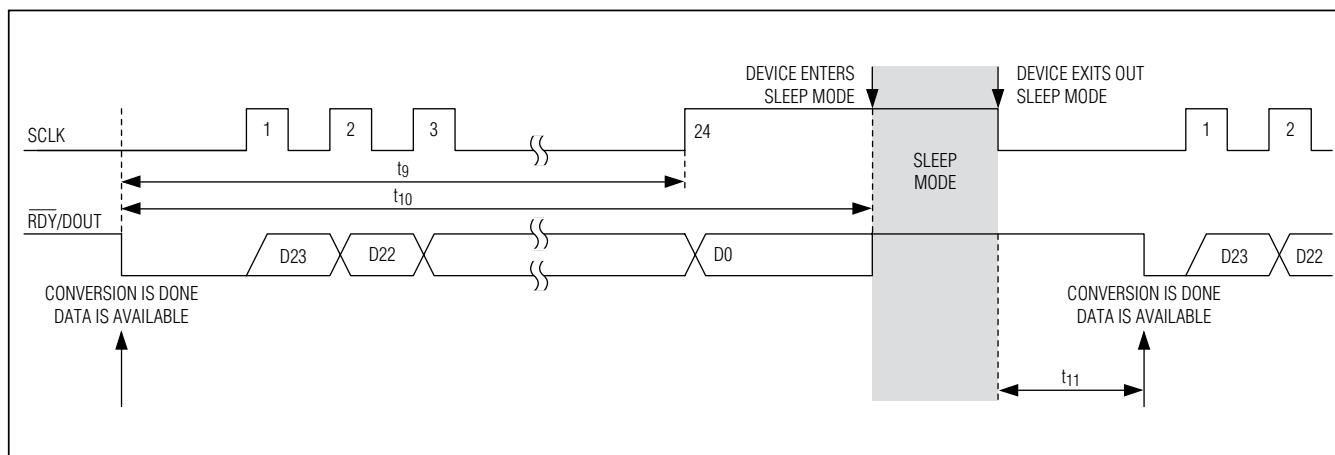 DEVICE ENTERS
SLEEP MODE
DEVICE EXITS OUT
SLEEP MODE
SCLK
1
2
3
24
1
2
SLEEP
MODE
t9
t10
RDY/DOUT
D23
D22
D0
D23
D22
CONVERSION IS DONE
DATA IS AVAILABLE
CONVERSION IS DONE
DATA IS AVAILABLE
t11